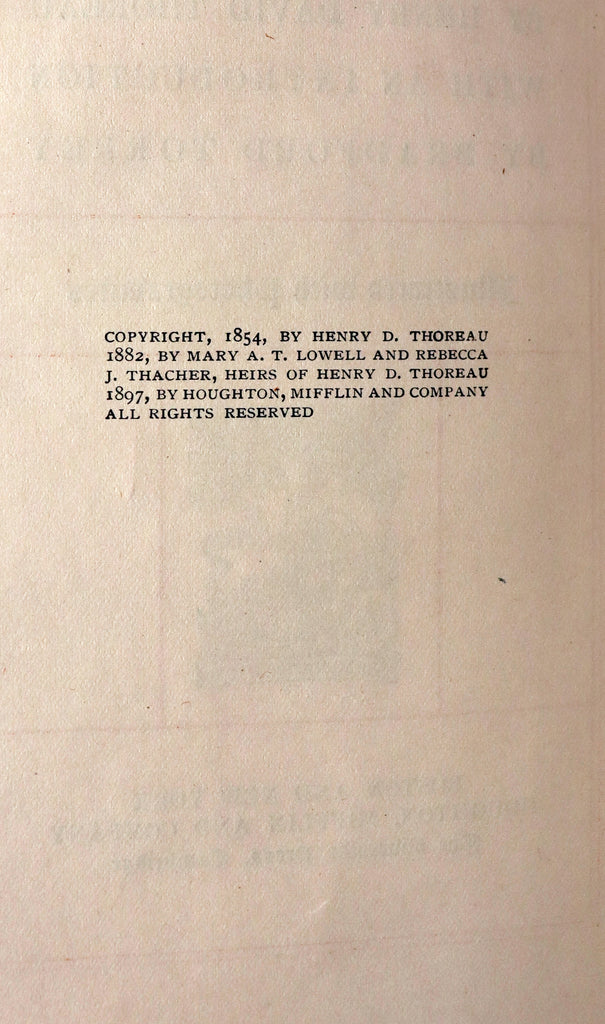 COPYRIGHT, 1854, BY HENRY D. THOREAU
1882, BY MARY A. T. LOWELL AND REBECCA
J. THACHER, HEIRS OF HENRY D. THOREAU
1897, BY HOUGHTON, MIFFLIN AND COMPANY
ALL RIGHTS RESERVED